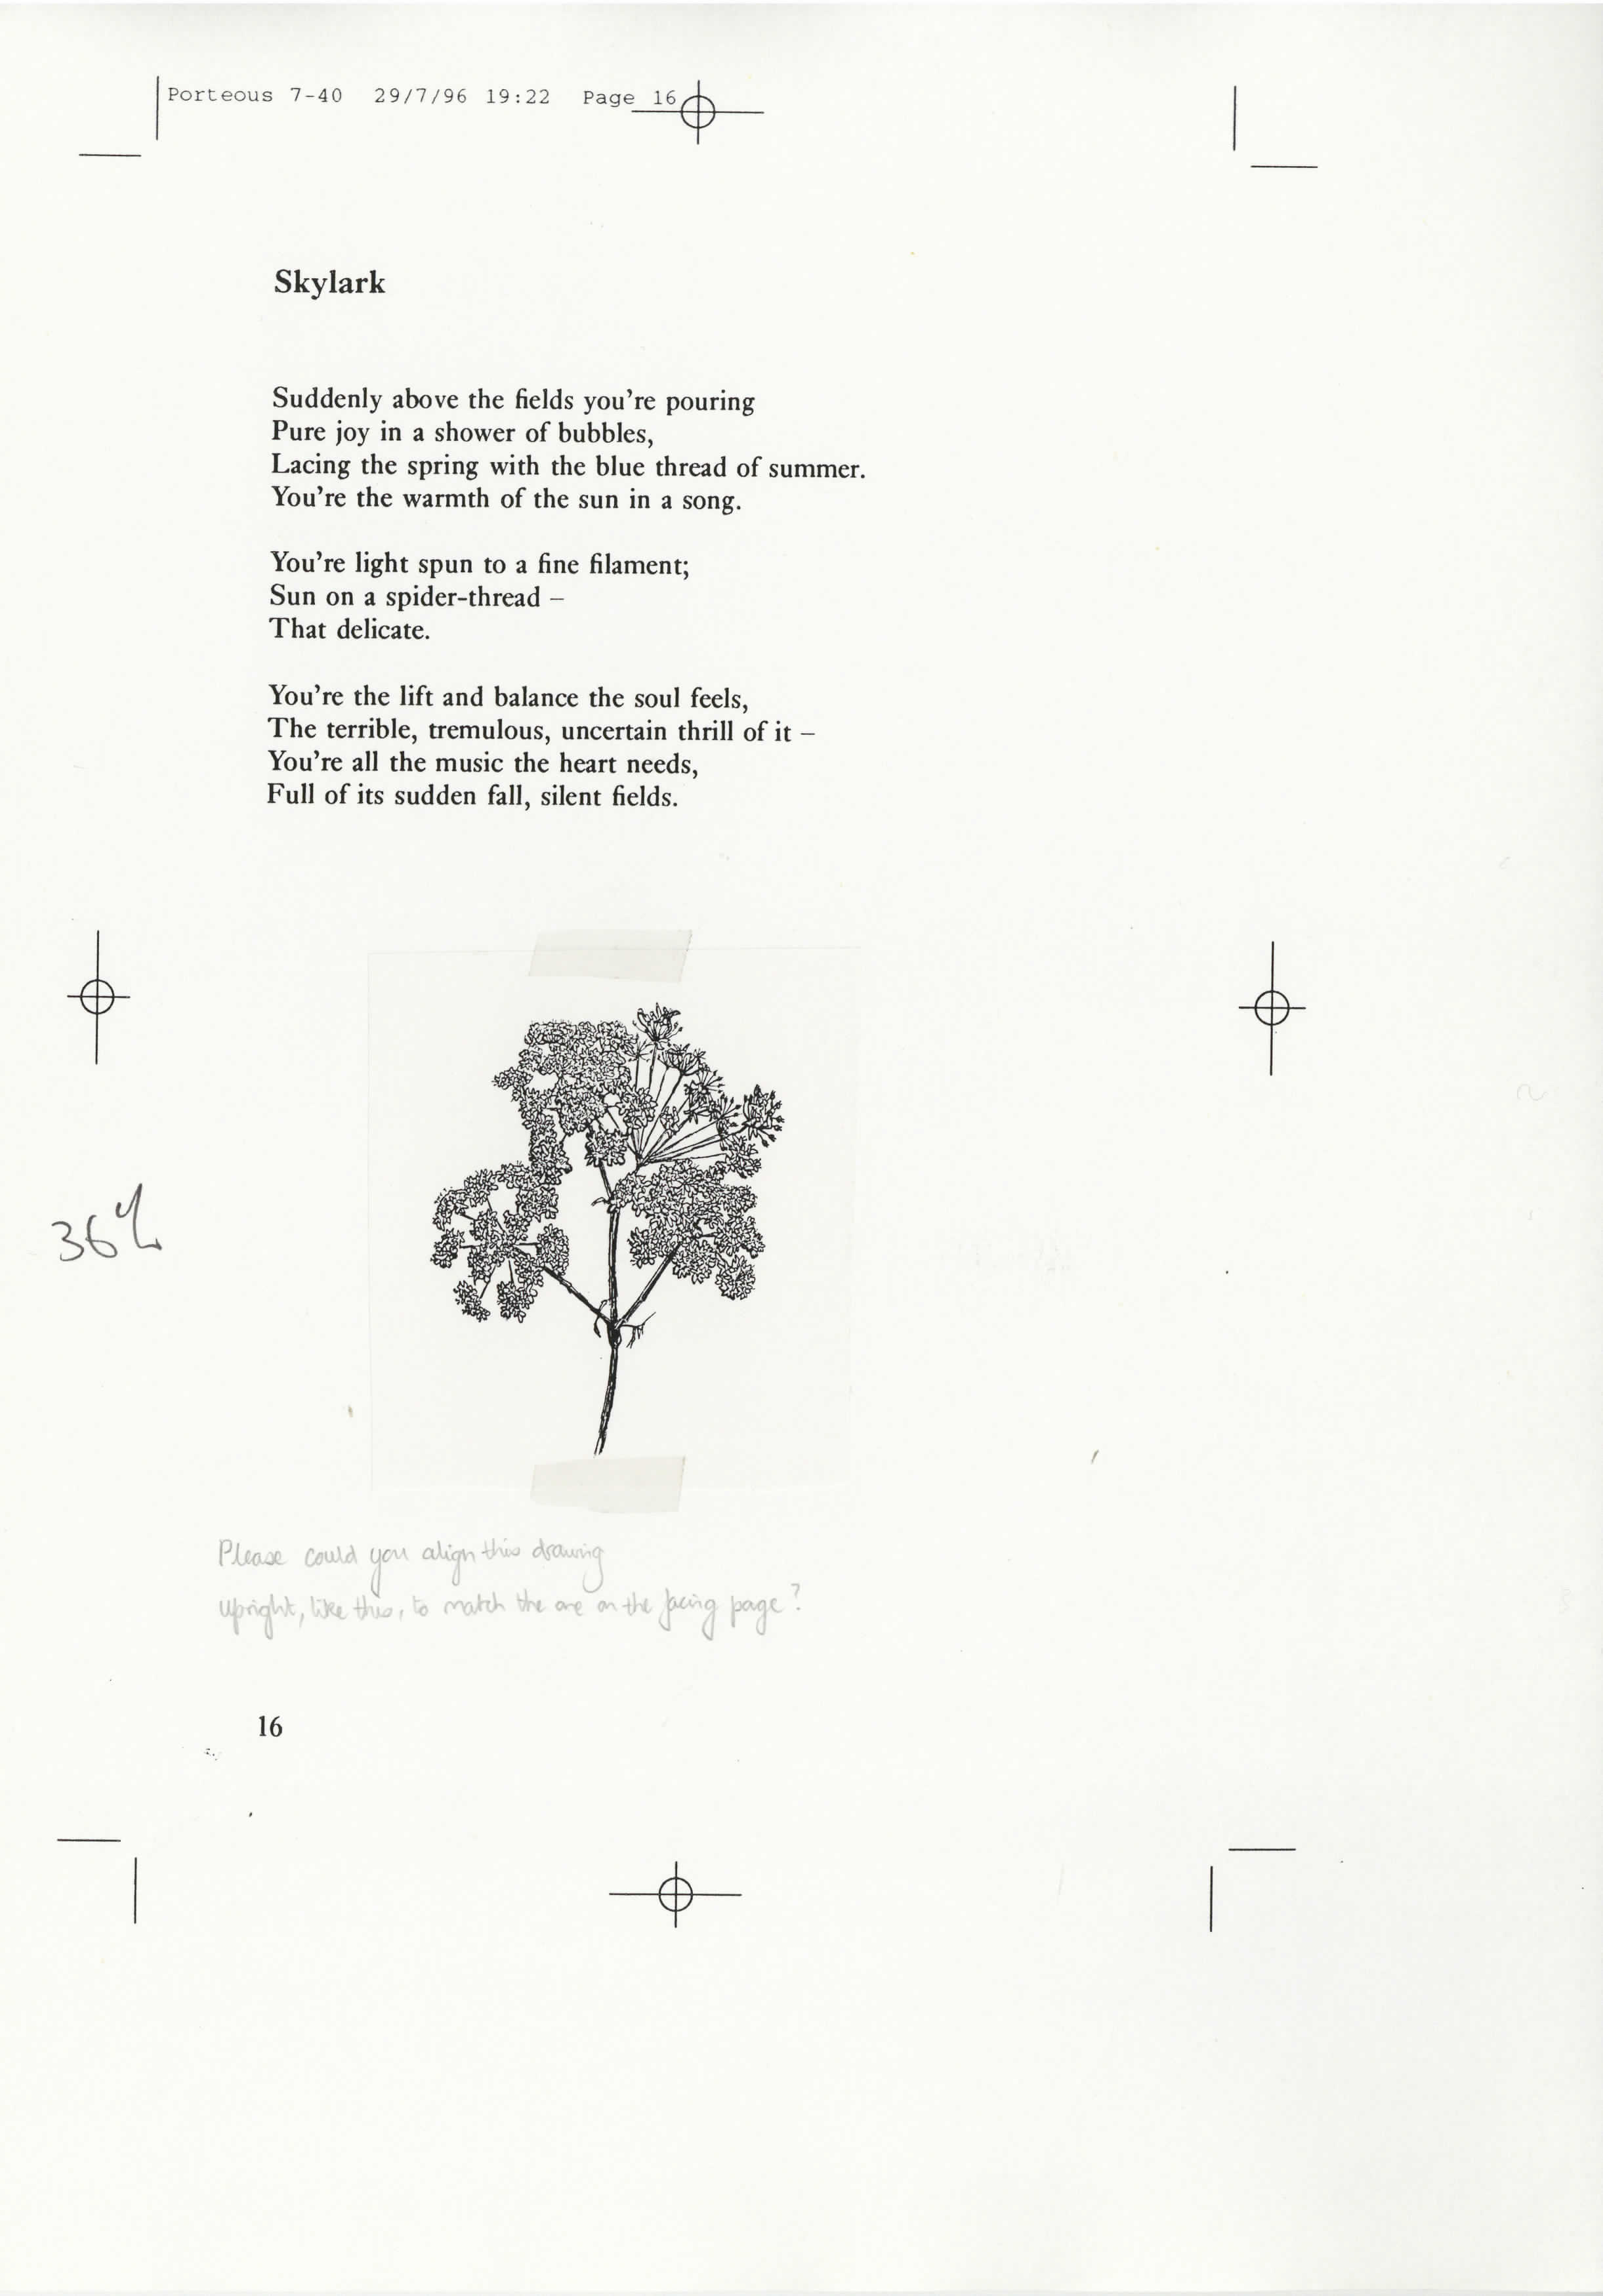 Porteous 7-40 29/7/96 19:22 Page 16
Skylark
Suddenly above the fields you're pouring
Pure joy in a shower of bubbles,
Lacing the spring with the blue thread of summer.
You're the warmth of the sun in a song.
You're light spun to a fine filament;
Sun on a spider-thread –
That delicate.
You're the lift and balance the soul feels,
The terrible, tremulous, uncertain thrill of it –
You're all the music the heart needs,
Full of its sudden fall, silent fields.
36%
Please could you align this drawing
upright, like this, to match the one on the facing page?
16